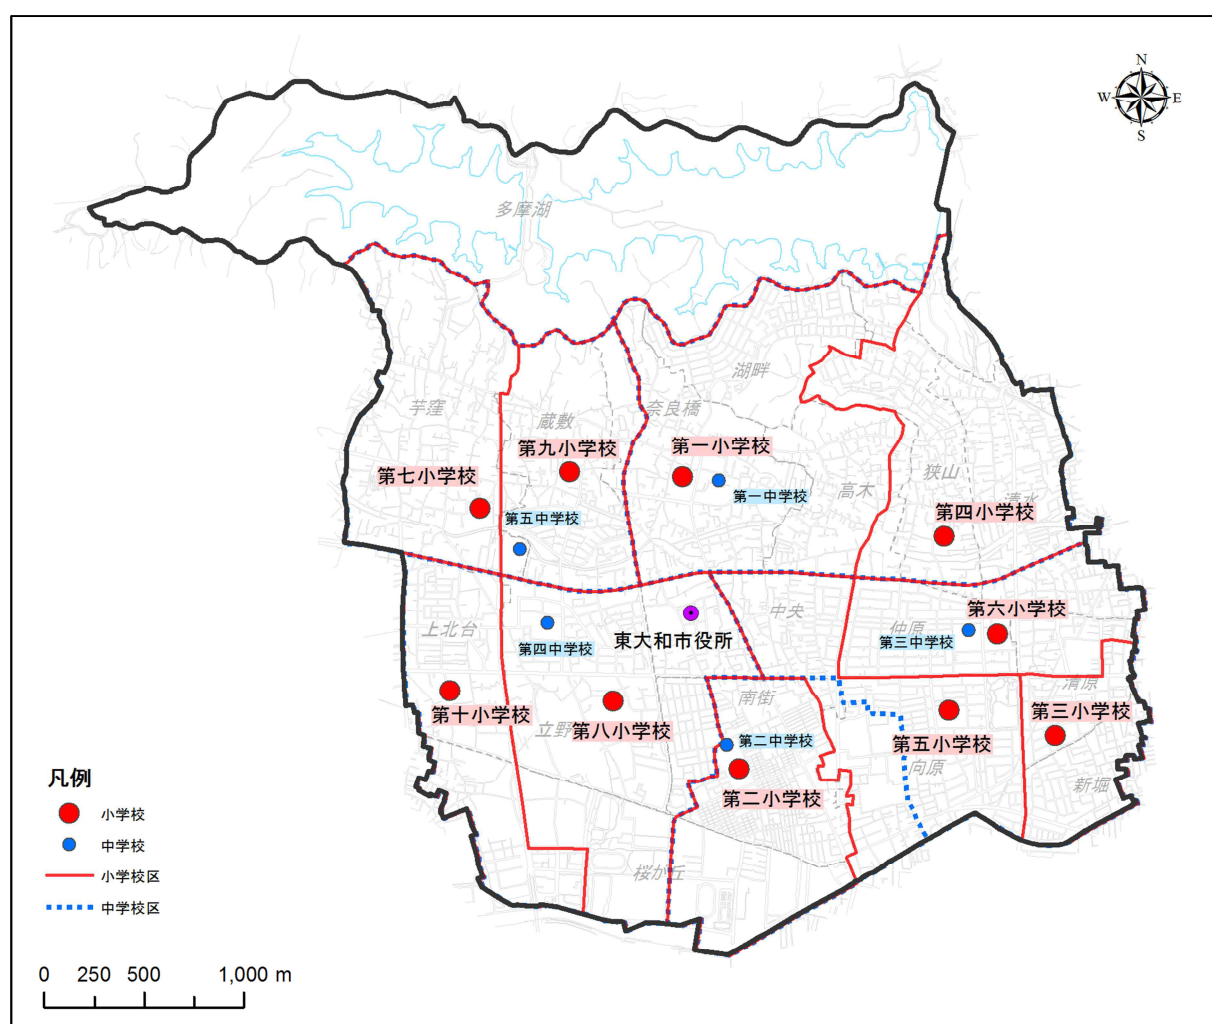 N
W
E
S
多摩湖
湖畔
芋窪
蔵敷
奈良橋
第九小学校
第一小学校
第七小学校
狭山
高木
第一中学校
清水
第五中学校
第四小学校
中央
第六小学校
上北台
仲原
東大和市役所
第三中学校
第四中学校
清原
南街
第十小学校
第八小学校
立野
第三小学校
第二中学校
第五小学校
向原
新堀
第二小学校
桜が丘
凡例
小学校
中学校
小学校区
中学校区
0 250 500 1,000 m